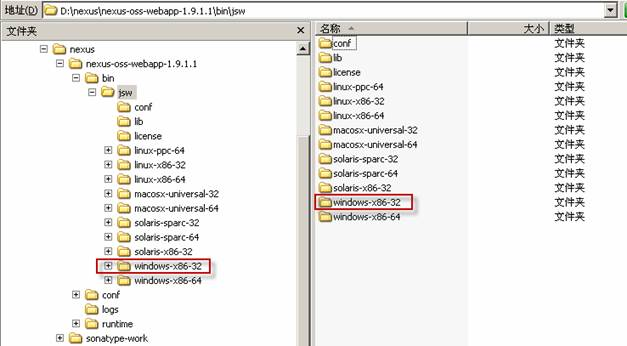 地址(D) D:\nexus\nexus-oss-webapp-1.9.1.1\bin\jsw
文件夹
nexus
nexus-oss-webapp-1.9.1.1
bin
jsw
conf
lib
license
linux-ppc-64
linux-x86-32
linux-x86-64
macosx-universal-32
macosx-universal-64
solaris-sparc-32
solaris-sparc-64
solaris-x86-32
windows-x86-32
windows-x86-64
conf
logs
runtime
sonatype-work
名称 大小 类型
conf 文件夹
lib 文件夹
license 文件夹
linux-ppc-64 文件夹
linux-x86-32 文件夹
linux-x86-64 文件夹
macosx-universal-32 文件夹
macosx-universal-64 文件夹
solaris-sparc-32 文件夹
solaris-sparc-64 文件夹
solaris-x86-32 文件夹
windows-x86-32 文件夹
windows-x86-64 文件夹